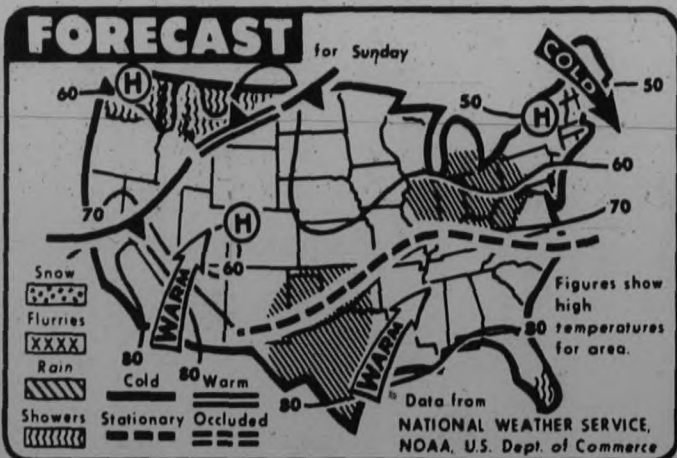 FORECAST for Sunday
COLD
60
H
50
H
50
60
70
70
H
60
Snow
Flurries
XXXX
Rain
Showers
WARM
80
80
Cold Warm
Stationary Occluded
80
WARM
80
Figures show
high
temperatures
for area.
Data from
NATIONAL WEATHER SERVICE,
NOAA, U.S. Dept. of Commerce